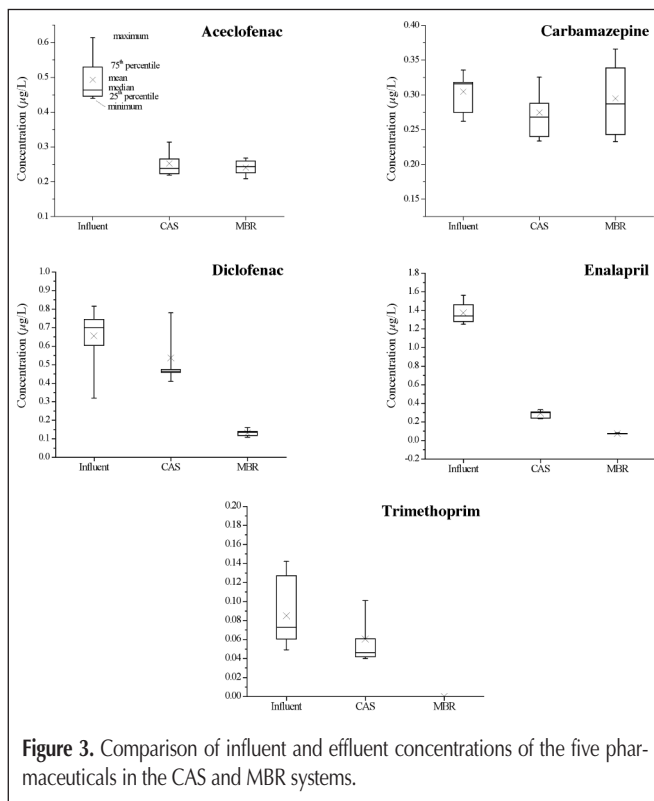 Aceclofenac
Concentration (µg/L)
0.6
0.5
0.4
0.3
0.2
0.1
maximum
75th percentile
mean
median
25th percentile
minimum
Influent CAS MBR
Carbamazepine
Concentration (µg/L)
0.35
0.30
0.25
0.20
0.15
Influent CAS MBR
Diclofenac
Concentration (µg/L)
1.0
0.9
0.8
0.7
0.6
0.5
0.4
0.3
0.2
0.1
0.0
Influent CAS MBR
Enalapril
Concentration (µg/L)
1.8
1.6
1.4
1.2
1.0
0.8
0.6
0.4
0.2
0.0
-0.2
Influent CAS MBR
Trimethoprim
Concentration (µg/L)
0.20
0.18
0.16
0.14
0.12
0.10
0.08
0.06
0.04
0.02
0.00
Influent CAS MBR
Figure 3. Comparison of influent and effluent concentrations of the five phar-
maceuticals in the CAS and MBR systems.